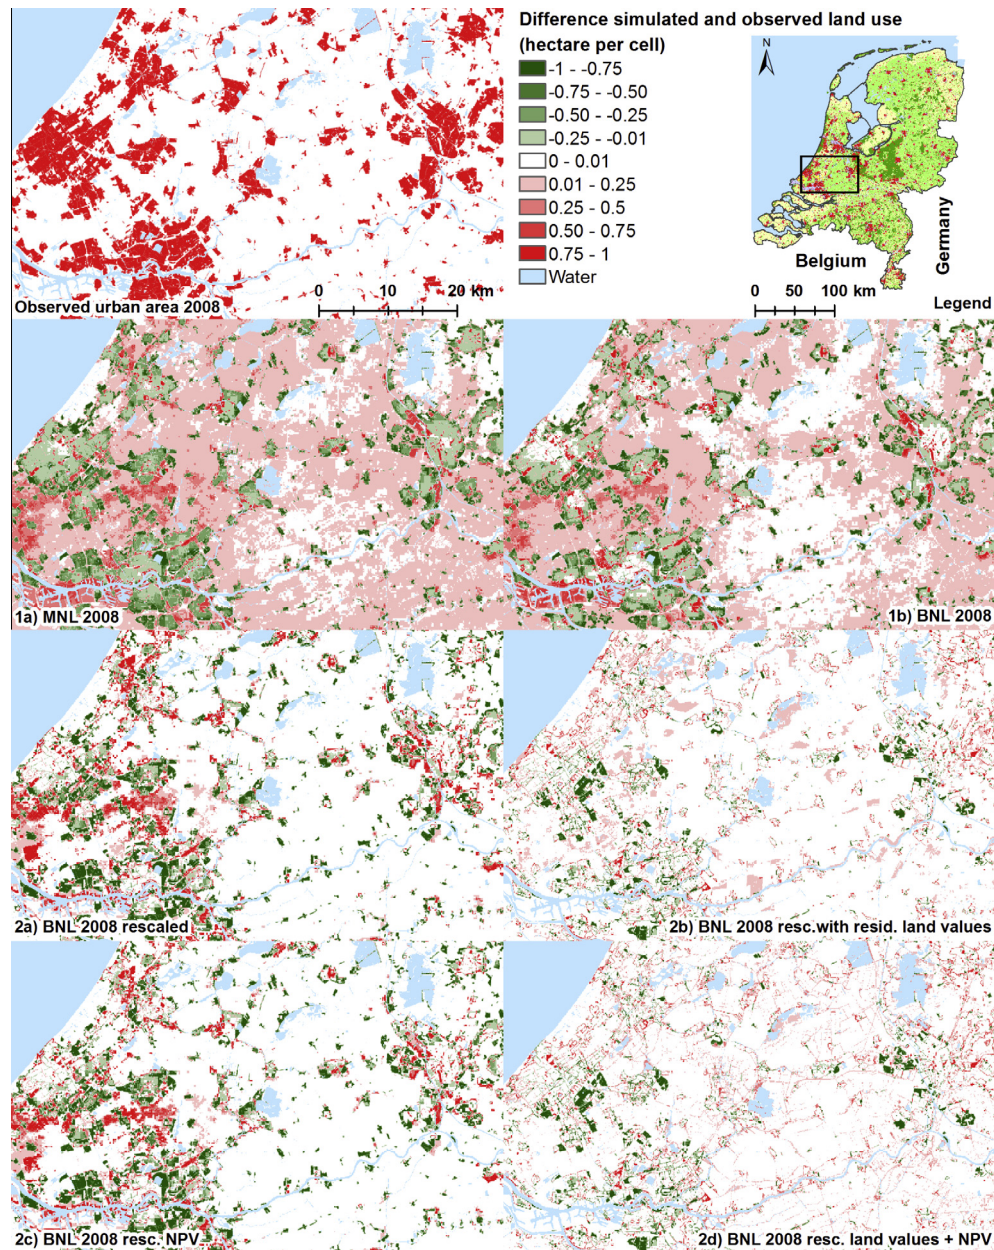 Difference simulated and observed land use
(hectare per cell)
-1 - -0.75
-0.75 - -0.50
-0.50 - -0.25
-0.25 - -0.01
0 - 0.01
0.01 - 0.25
0.25 - 0.5
0.50 - 0.75
0.75 - 1
Water
N
Belgium
Germany
0 10 20 km
0 50 100 km
Observed urban area 2008
Legend
1a) MNL 2008
1b) BNL 2008
2a) BNL 2008 rescaled
2b) BNL 2008 resc.with resid. land values
2c) BNL 2008 resc. NPV
2d) BNL 2008 resc. land values + NPV